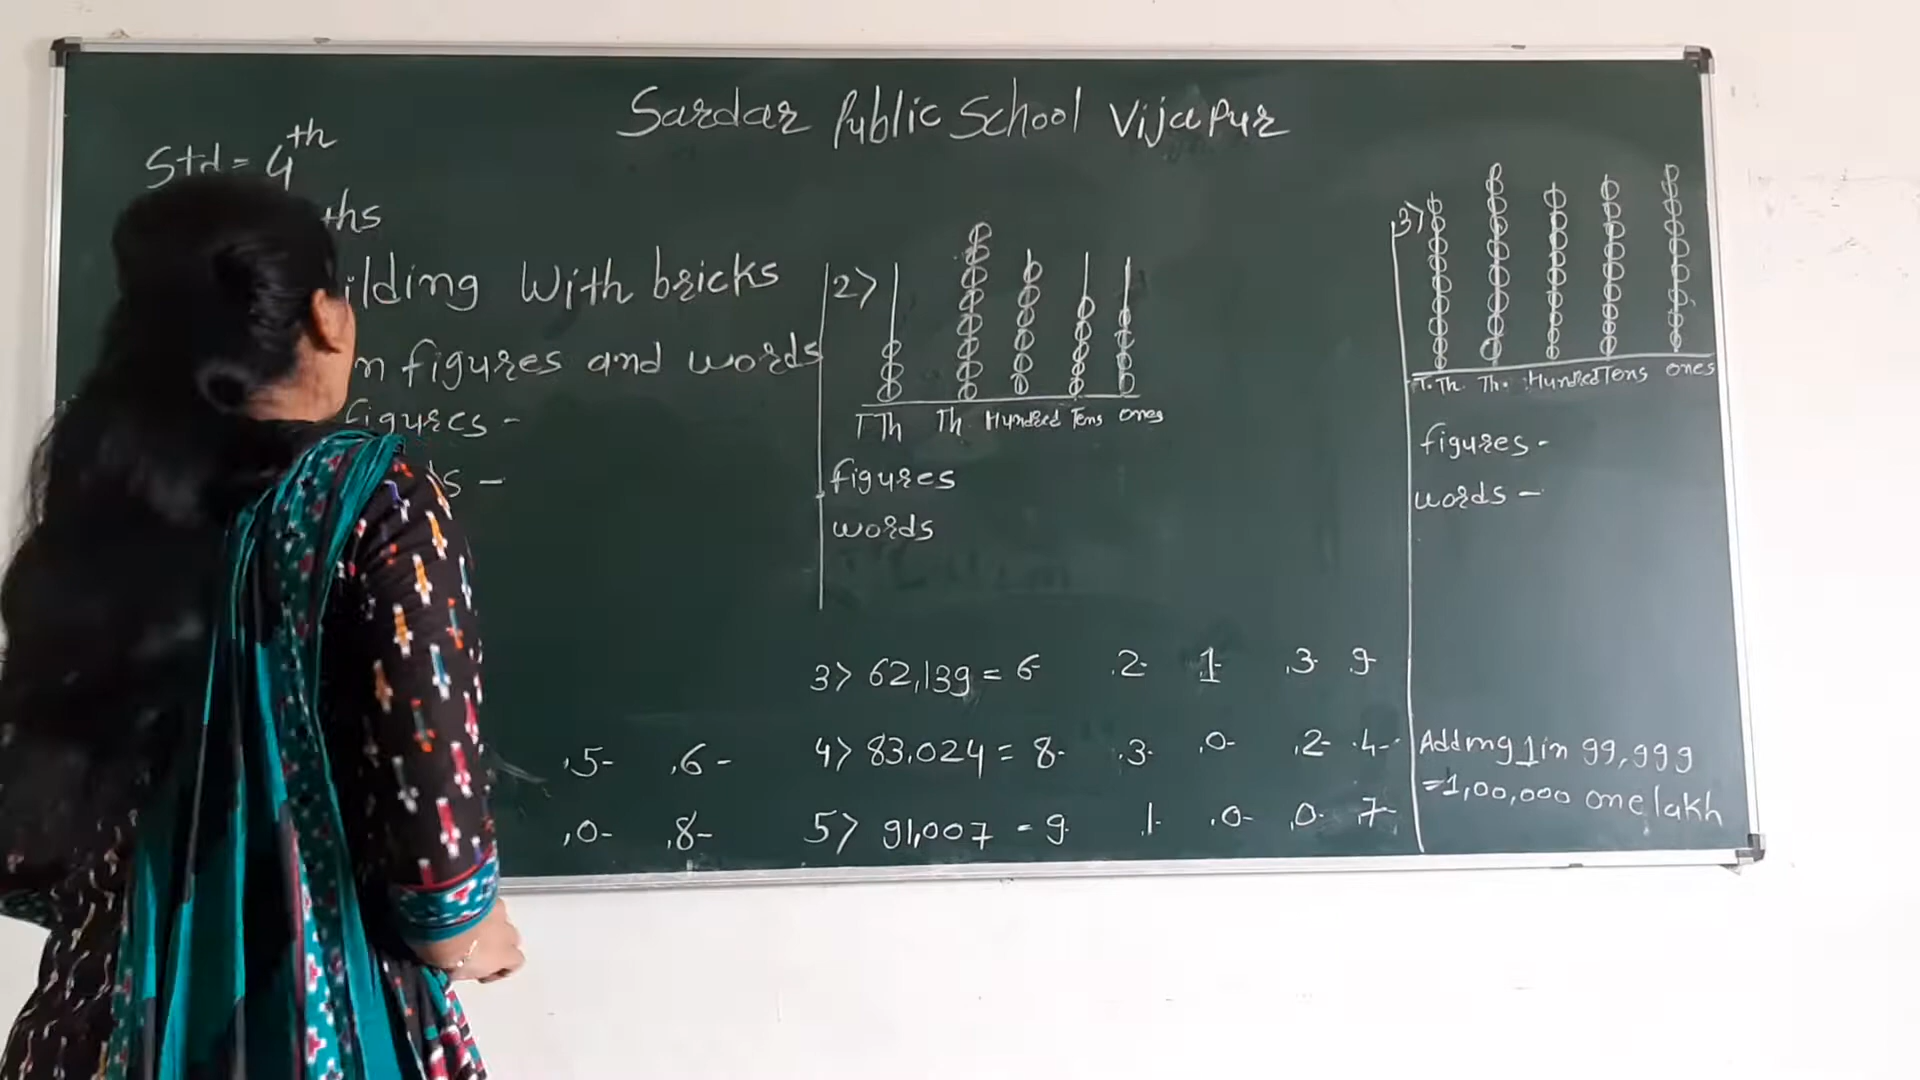 Sardar Public School Vijapur
Std = 4th
ths
ilding With bricks
n figures and words
figures -
s -
,5- ,6-
,0- ,8-
2>
T Th Th Hundred Tens ones
figures
words
3> 62,139 = 6- ,2- 1- ,3- 9-
4> 83,024 = 8- ,3- ,0- ,2- ,4-
5> 91,007 = 9- ,1- ,0- ,0- ,7-
3>
T.Th. Th. Hundred Tens ones
figures -
words -
Adding 1 in 99,999
=1,00,000 one lakh